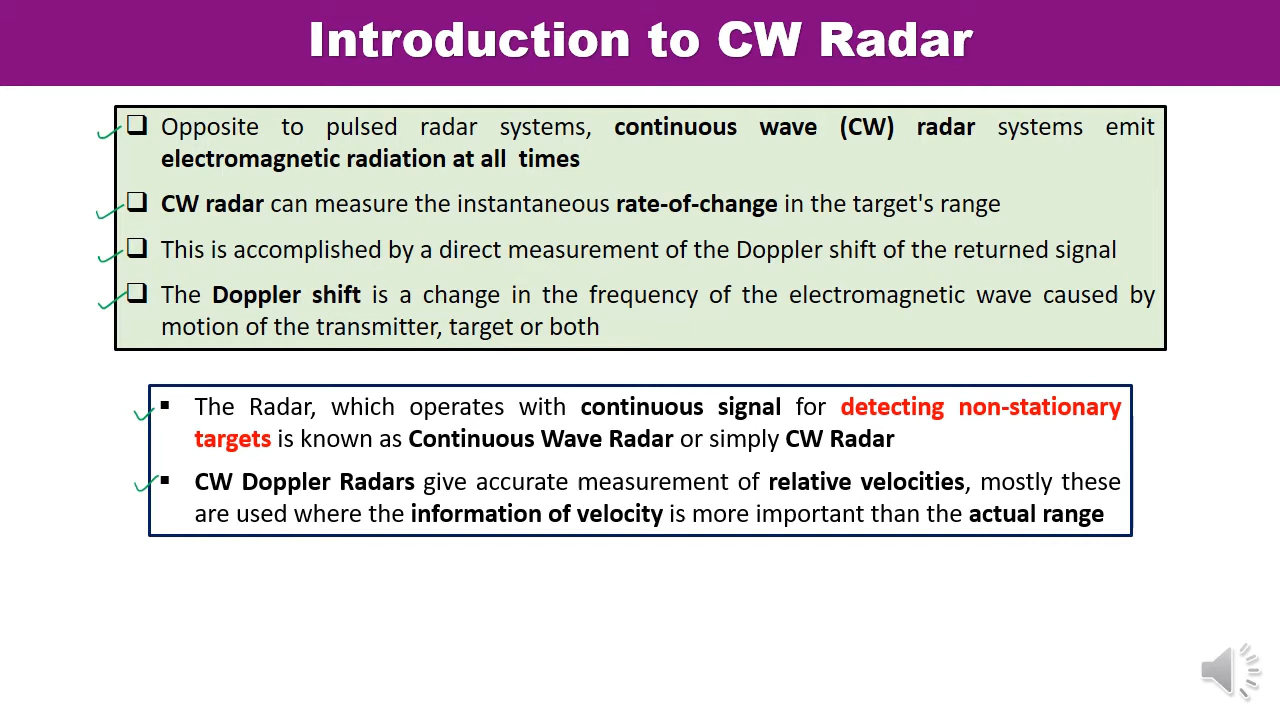 Introduction to CW Radar
❑ Opposite to pulsed radar systems, continuous wave (CW) radar systems emit
electromagnetic radiation at all times
❑ CW radar can measure the instantaneous rate-of-change in the target's range
❑ This is accomplished by a direct measurement of the Doppler shift of the returned signal
❑ The Doppler shift is a change in the frequency of the electromagnetic wave caused by
motion of the transmitter, target or both
▪ The Radar, which operates with continuous signal for detecting non-stationary
targets is known as Continuous Wave Radar or simply CW Radar
▪ CW Doppler Radars give accurate measurement of relative velocities, mostly these
are used where the information of velocity is more important than the actual range